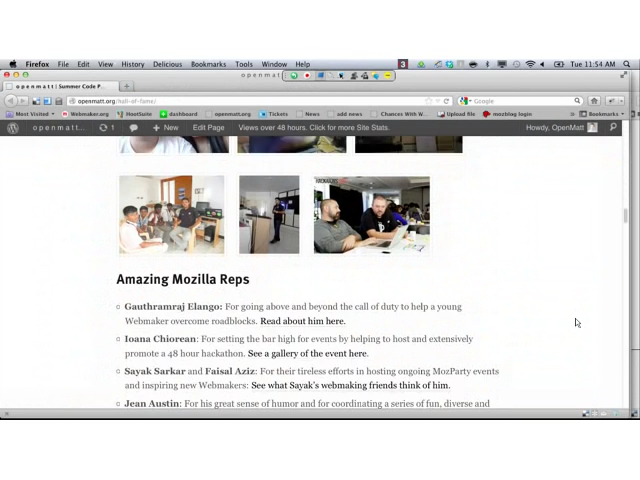 Firefox File Edit View History Delicious Bookmarks Tools Window Help 3 Tue 11:54 AM
o p e n m a t
o p e n m a t t | Summer Code P...
openmatt.org/hall-of-fame/ Google
Most Visited Webmaker.org HootSuite dashboard openmatt.org Tickets News add news Chances With W... Upload file mozblog login Bookmarks
o p e n m a t t... 1 + New Edit Page Views over 48 hours. Click for more Site Stats. Howdy, OpenMatt
Amazing Mozilla Reps
Gauthramraj Elango: For going above and beyond the call of duty to help a young
Webmaker overcome roadblocks. Read about him here.
Ioana Chiorean: For setting the bar high for events by helping to host and extensively
promote a 48 hour hackathon. See a gallery of the event here.
Sayak Sarkar and Faisal Aziz: For their tireless efforts in hosting ongoing MozParty events
and inspiring new Webmakers: See what Sayak's webmaking friends think of him.
Jean Austin: For his great sense of humor and for coordinating a series of fun, diverse and